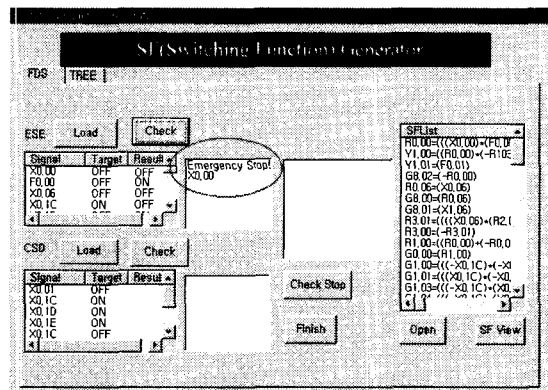 SF(Switching Function) Generator
FDS TREE
ESE Load Check
Signal Target Result
X0,00 OFF OFF
F0,00 OFF ON
X0,06 OFF OFF
X0,1C OFF ON
Emergency Stop!
X0,00
CSD Load Check
Signal Target Result
X0,01 OFF
X0,1C ON
X0,1D ON
X0,1E ON
X0,1C OFF
Check Stop
Finish
SFList
R0,00=(((X0,00)*(F0,0
Y1,00=((R0,00)*(-R105
Y1,01=(F0,01)
G8,02=(-R0,00)
R0,06=(X0,06)
G8,00=(R0,06)
G8,01=(X1,06)
R3,01=((((X0,06)*(R2,(
R3,00=(-R3,01)
R1,00=((R0,00)*(-R0,0
G0,00=(R1,00)
G1,00=((-X0,1C)*(-X(
G1,01=(((X0,1C)*(-X0,
G1,03=((-X0,1C)*(X0,
Open SF View